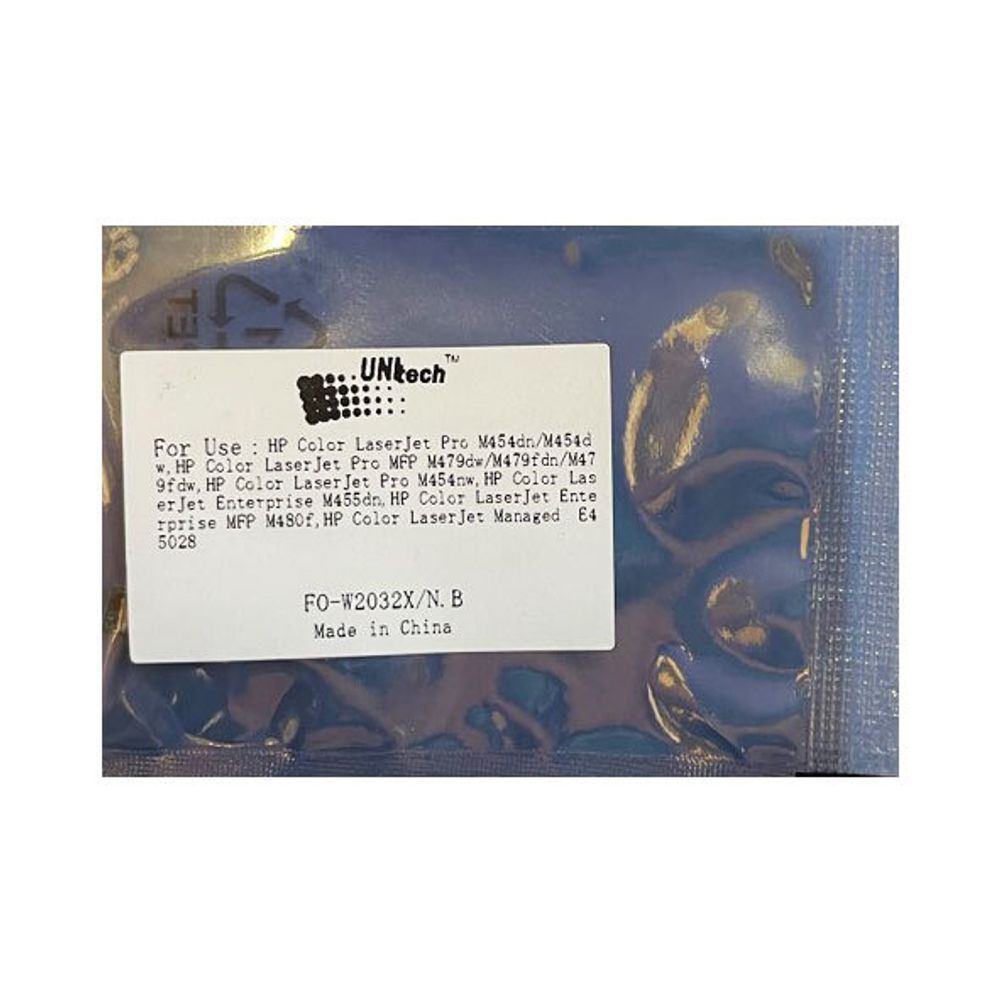 UNItech™
For Use : HP Color LaserJet Pro M454dn/M454d
w,HP Color LaserJet Pro MFP M479dw/M479fdn/M47
9fdw,HP Color LaserJet Pro M454nw,HP Color Las
erJet Enterprise M455dn,HP Color LaserJet Ente
rprise MFP M480f,HP Color LaserJet Managed E4
5028
FO-W2032X/N.B
Made in China